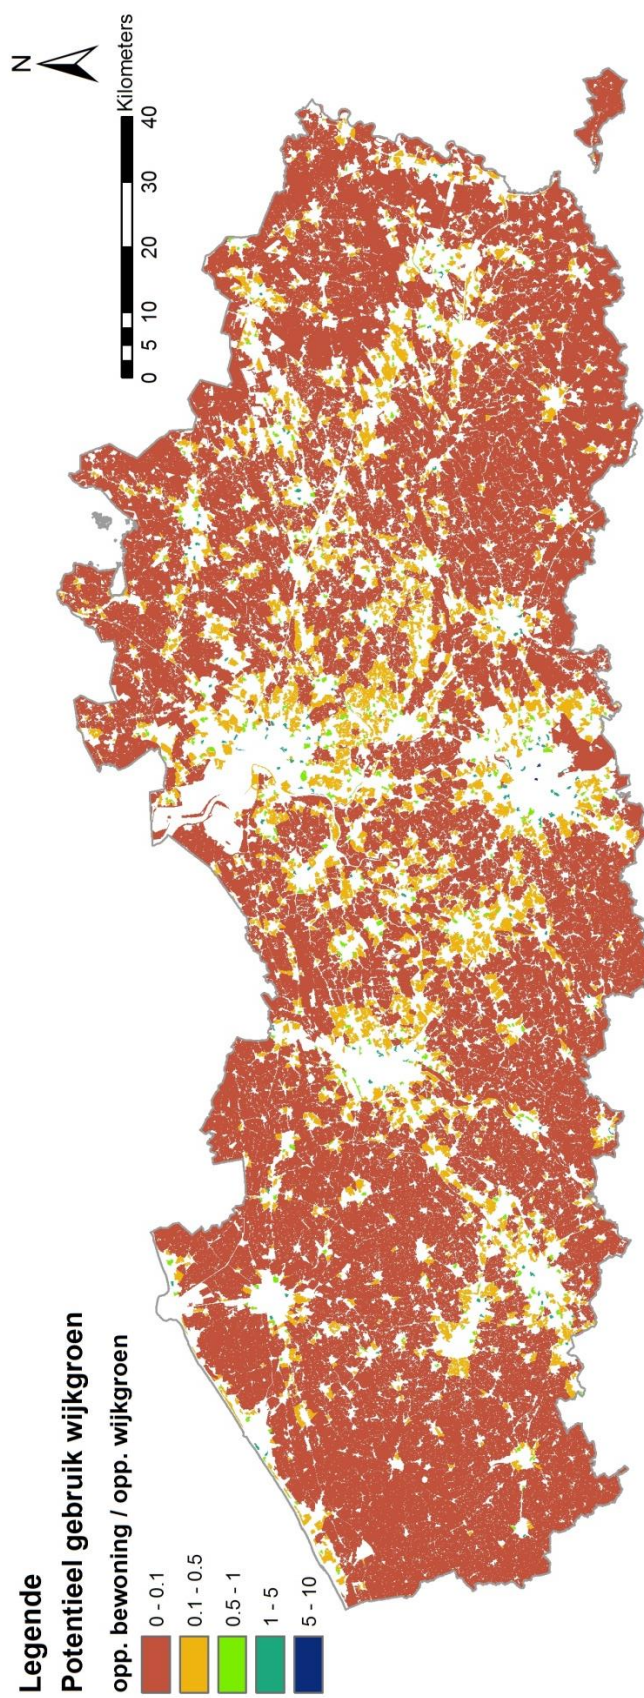 Legende
Potentieel gebruik wijkgroen
opp. bewoning / opp. wijkgroen
0 - 0.1
0.1 - 0.5
0.5 - 1
1 - 5
5 - 10
N
Kilometers
0 5 10 20 30 40